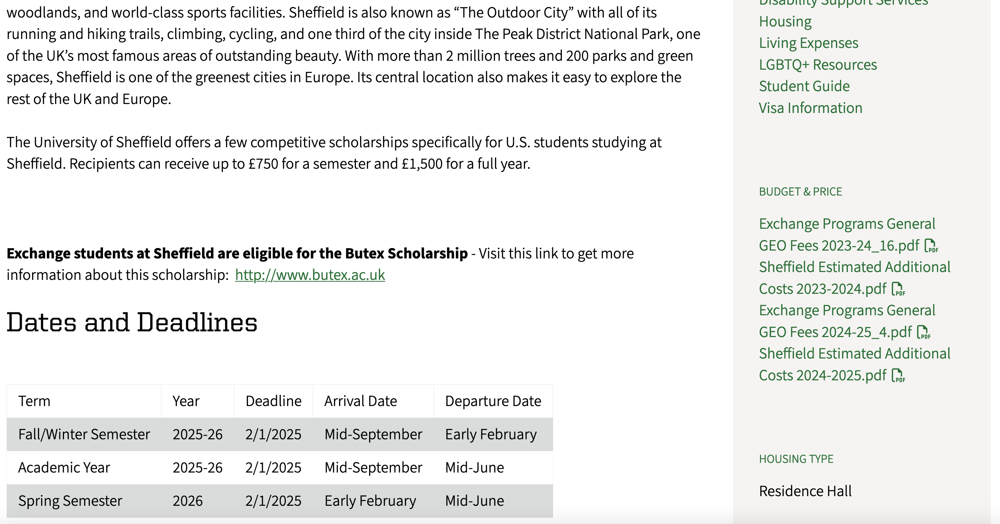 woodlands, and world-class sports facilities. Sheffield is also known as “The Outdoor City” with all of its
running and hiking trails, climbing, cycling, and one third of the city inside The Peak District National Park, one
of the UK’s most famous areas of outstanding beauty. With more than 2 million trees and 200 parks and green
spaces, Sheffield is one of the greenest cities in Europe. Its central location also makes it easy to explore the
rest of the UK and Europe.
The University of Sheffield offers a few competitive scholarships specifically for U.S. students studying at
Sheffield. Recipients can receive up to £750 for a semester and £1,500 for a full year.
Exchange students at Sheffield are eligible for the Butex Scholarship - Visit this link to get more
information about this scholarship: http://www.butex.ac.uk
Dates and Deadlines
Term Year Deadline Arrival Date Departure Date
Fall/Winter Semester 2025-26 2/1/2025 Mid-September Early February
Academic Year 2025-26 2/1/2025 Mid-September Mid-June
Spring Semester 2026 2/1/2025 Early February Mid-June
Disability Support Services
Housing
Living Expenses
LGBTQ+ Resources
Student Guide
Visa Information
BUDGET & PRICE
Exchange Programs General
GEO Fees 2023-24_16.pdf PDF
Sheffield Estimated Additional
Costs 2023-2024.pdf PDF
Exchange Programs General
GEO Fees 2024-25_4.pdf PDF
Sheffield Estimated Additional
Costs 2024-2025.pdf PDF
HOUSING TYPE
Residence Hall